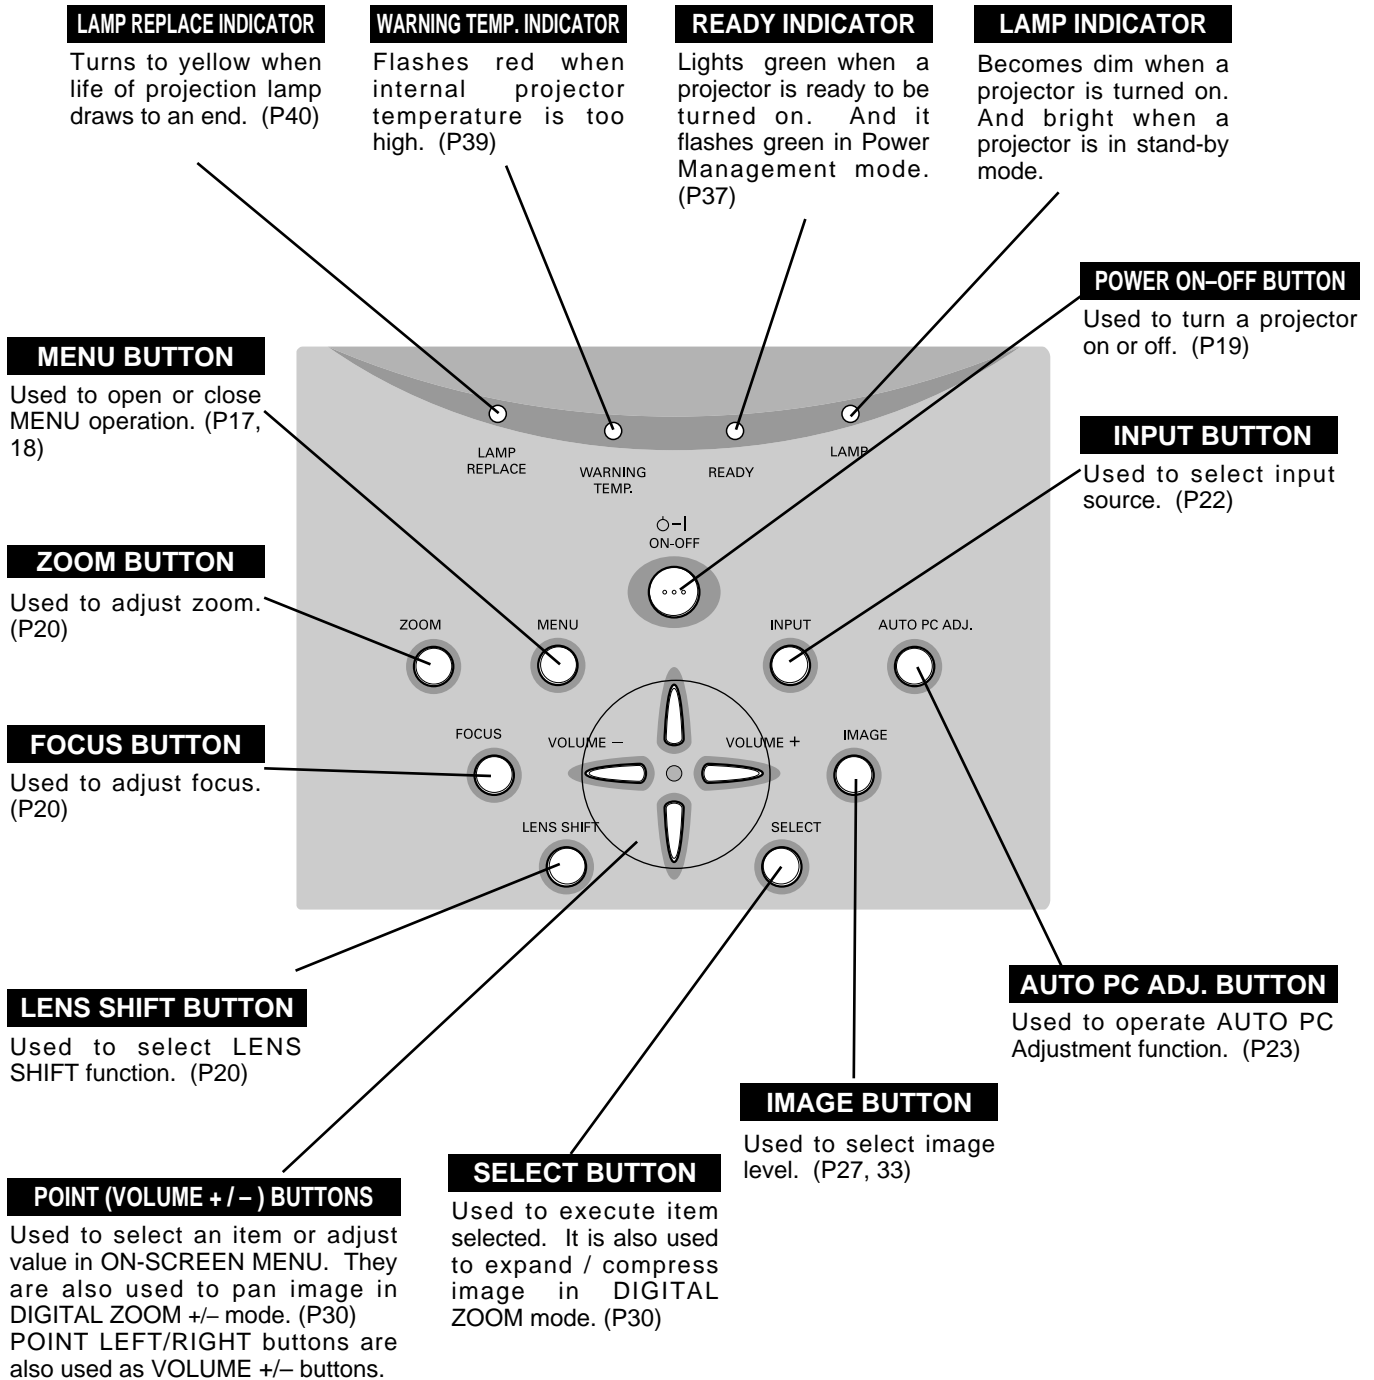 LAMP REPLACE INDICATOR
Turns to yellow when
life of projection lamp
draws to an end. (P40)
WARNING TEMP. INDICATOR
Flashes red when
internal projector
temperature is too
high. (P39)
READY INDICATOR
Lights green when a
projector is ready to be
turned on. And it
flashes green in Power
Management mode.
(P37)
LAMP INDICATOR
Becomes dim when a
projector is turned on.
And bright when a
projector is in stand-by
mode.
POWER ON–OFF BUTTON
Used to turn a projector
on or off. (P19)
MENU BUTTON
Used to open or close
MENU operation. (P17,
18)
INPUT BUTTON
Used to select input
source. (P22)
ZOOM BUTTON
Used to adjust zoom.
(P20)
FOCUS BUTTON
Used to adjust focus.
(P20)
LAMP
REPLACE
WARNING
TEMP.
READY
LAMP
ON-OFF
ZOOM
MENU
INPUT
AUTO PC ADJ.
FOCUS
VOLUME –
VOLUME +
IMAGE
LENS SHIFT
SELECT
LENS SHIFT BUTTON
Used to select LENS
SHIFT function. (P20)
AUTO PC ADJ. BUTTON
Used to operate AUTO PC
Adjustment function. (P23)
IMAGE BUTTON
Used to select image
level. (P27, 33)
SELECT BUTTON
Used to execute item
selected. It is also used
to expand / compress
image in DIGITAL
ZOOM mode. (P30)
POINT (VOLUME + / – ) BUTTONS
Used to select an item or adjust
value in ON-SCREEN MENU. They
are also used to pan image in
DIGITAL ZOOM +/– mode. (P30)
POINT LEFT/RIGHT buttons are
also used as VOLUME +/– buttons.